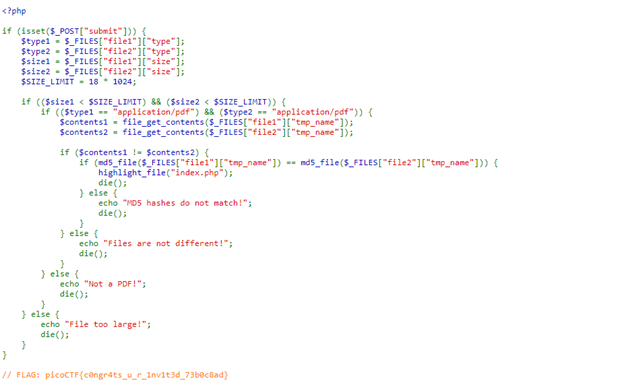 <?php
if (isset($_POST["submit"])) {
$type1 = $_FILES["file1"]["type"];
$type2 = $_FILES["file2"]["type"];
$size1 = $_FILES["file1"]["size"];
$size2 = $_FILES["file2"]["size"];
$SIZE_LIMIT = 18 * 1024;
if (($size1 < $SIZE_LIMIT) && ($size2 < $SIZE_LIMIT)) {
if (($type1 == "application/pdf") && ($type2 == "application/pdf")) {
$contents1 = file_get_contents($_FILES["file1"]["tmp_name"]);
$contents2 = file_get_contents($_FILES["file2"]["tmp_name"]);
if ($contents1 != $contents2) {
if (md5_file($_FILES["file1"]["tmp_name"]) == md5_file($_FILES["file2"]["tmp_name"])) {
highlight_file("index.php");
die();
} else {
echo "MD5 hashes do not match!";
die();
}
} else {
echo "Files are not different!";
die();
}
} else {
echo "Not a PDF!";
die();
}
} else {
echo "File too large!";
die();
}
}
// FLAG: picoCTF{c0ngr4ts_u_r_1nv1t3d_73b0c8ad}